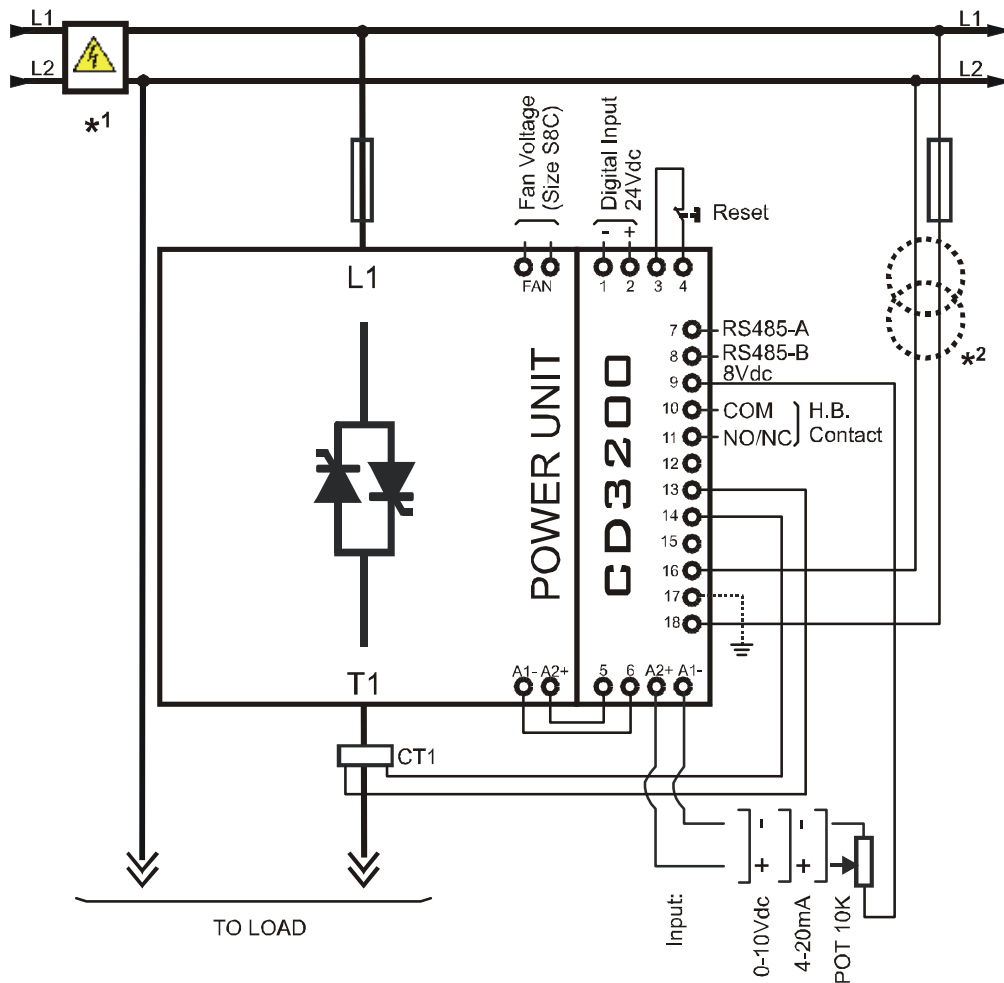 L1
L1
L2
L2
*1
Fan Voltage
(Size S8C)
Digital Input
24Vdc
- +
Reset
L1
FAN
1 2 3 4
7 RS485-A
8 RS485-B
9 8Vdc
10 COM
11 NO/NC
H.B.
Contact
12
13
14
15
16
17
18
*2
POWER UNIT
CD3200
T1
A1- A2+ 5 6 A2+ A1-
CT1
TO LOAD
Input:
- -
+ +
0-10Vdc
4-20mA
POT 10K